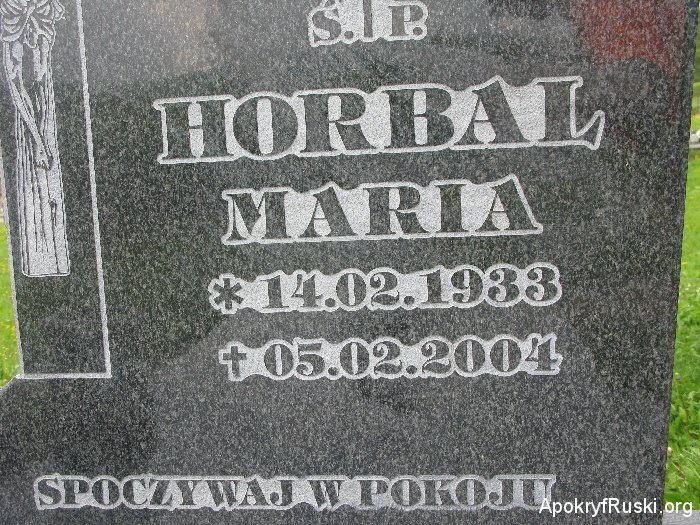 Ś. † P.
HORBAL
MARIA
* 14.02.1933
† 05.02.2004
SPOCZYWAJ W POKOJU
ApokryfRuski.org